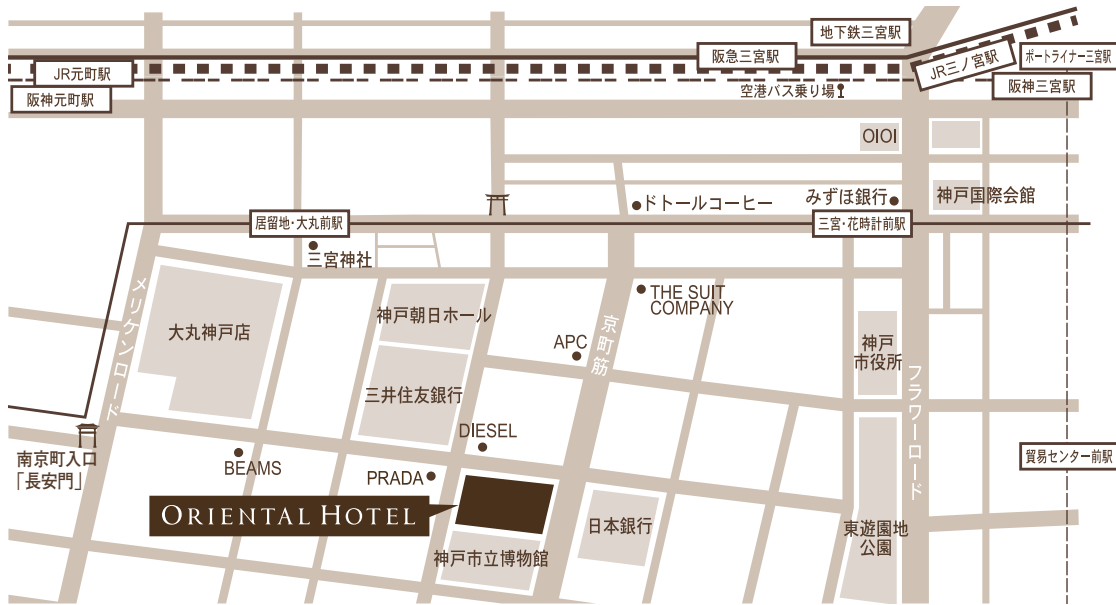 地下鉄三宮駅
阪急三宮駅
JR三ノ宮駅
ポートライナー三宮駅
JR元町駅
阪神元町駅
空港バス乗り場
阪神三宮駅
OIOI
ドトールコーヒー
みずほ銀行
神戸国際会館
居留地・大丸前駅
三宮・花時計前駅
三宮神社
メリケンロード
大丸神戸店
神戸朝日ホール
THE SUIT
COMPANY
京町筋
APC
神戸
市役所
フラワーロード
三井住友銀行
DIESEL
南京町入口
「長安門」
BEAMS
PRADA
貿易センター前駅
ORIENTAL HOTEL
日本銀行
東遊園地
公園
神戸市立博物館